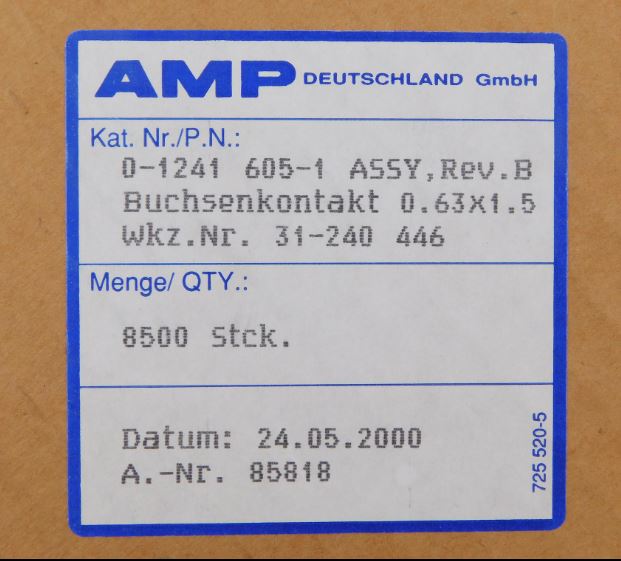 AMP DEUTSCHLAND GmbH
Kat. Nr./P.N.:
0-1241 605-1 ASSY,Rev.B
Buchsenkontakt 0.63x1.5
Wkz.Nr. 31-240 446
Menge/ QTY.:
8500 Stck.
Datum: 24.05.2000
A.-Nr. 85818
725 520-5